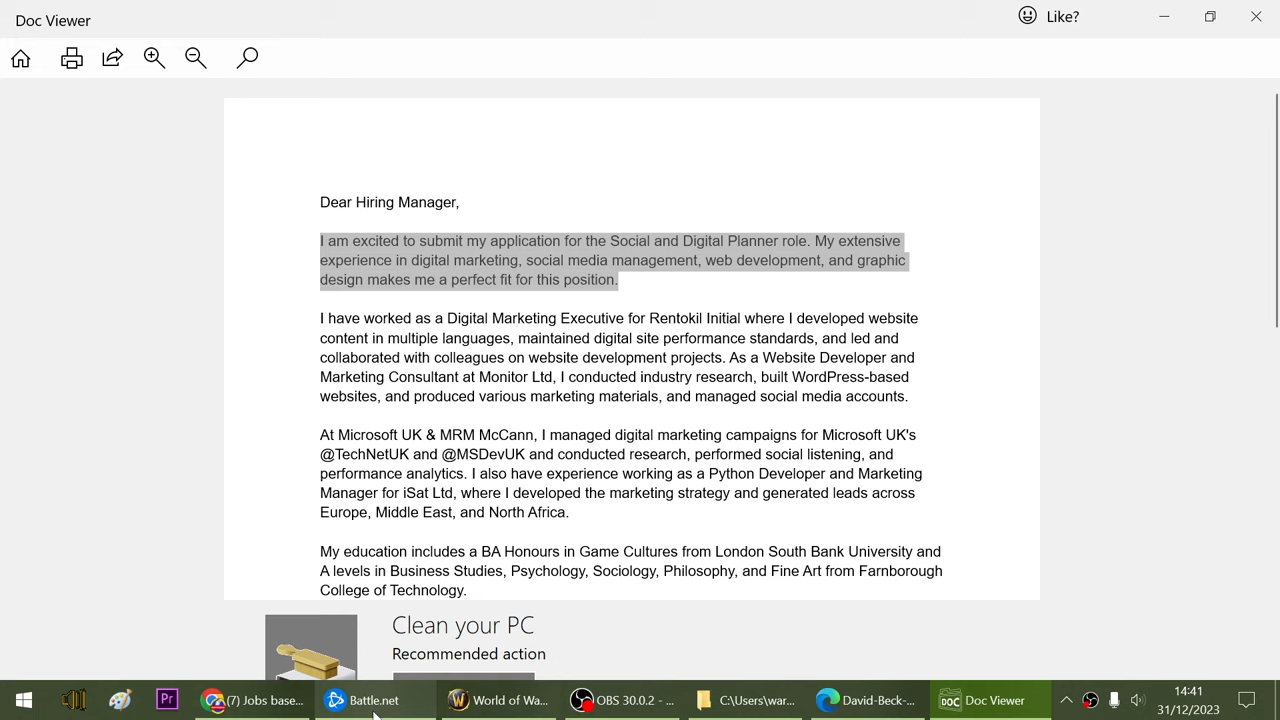 Doc Viewer
Like?
Dear Hiring Manager,
I am excited to submit my application for the Social and Digital Planner role. My extensive
experience in digital marketing, social media management, web development, and graphic
design makes me a perfect fit for this position.
I have worked as a Digital Marketing Executive for Rentokil Initial where I developed website
content in multiple languages, maintained digital site performance standards, and led and
collaborated with colleagues on website development projects. As a Website Developer and
Marketing Consultant at Monitor Ltd, I conducted industry research, built WordPress-based
websites, and produced various marketing materials, and managed social media accounts.
At Microsoft UK & MRM McCann, I managed digital marketing campaigns for Microsoft UK's
@TechNetUK and @MSDevUK and conducted research, performed social listening, and
performance analytics. I also have experience working as a Python Developer and Marketing
Manager for iSat Ltd, where I developed the marketing strategy and generated leads across
Europe, Middle East, and North Africa.
My education includes a BA Honours in Game Cultures from London South Bank University and
A levels in Business Studies, Psychology, Sociology, Philosophy, and Fine Art from Farnborough
College of Technology.
Clean your PC
Recommended action
Pr
(7) Jobs base...
Battle.net
World of Wa...
OBS 30.0.2 - ...
C:\Users\war...
David-Beck-...
Doc Viewer
14:41
31/12/2023